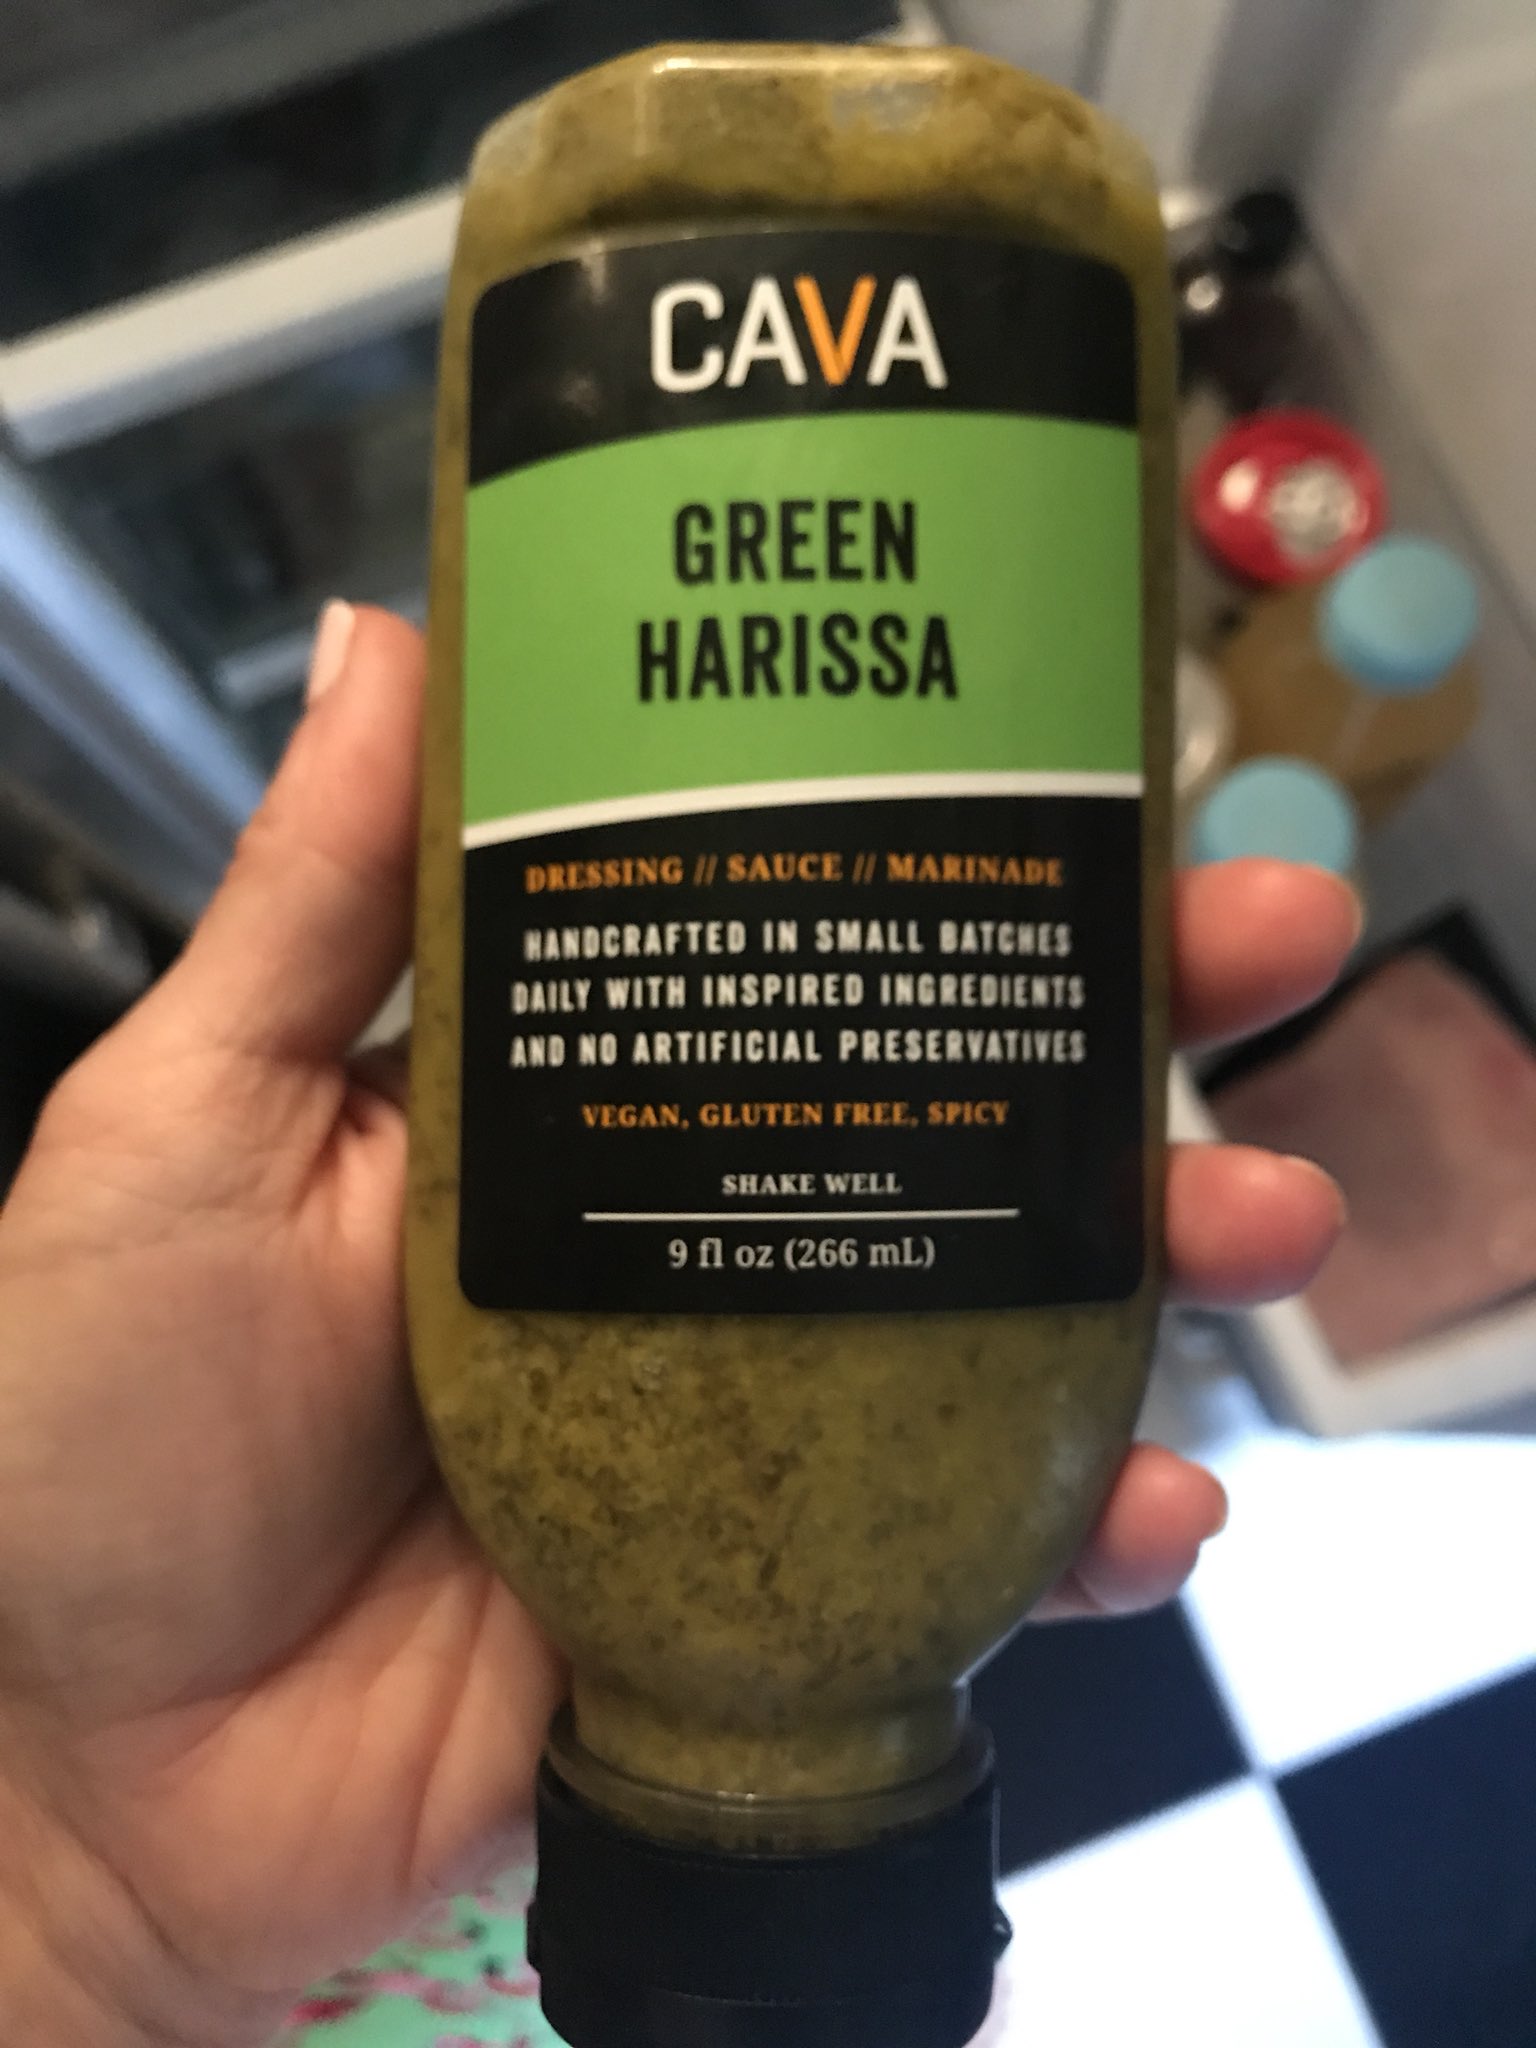 CAVA
GREEN
HARISSA
DRESSING // SAUCE // MARINADE
HANDCRAFTED IN SMALL BATCHES
DAILY WITH INSPIRED INGREDIENTS
AND NO ARTIFICIAL PRESERVATIVES
VEGAN, GLUTEN FREE, SPICY
SHAKE WELL
9 fl oz (266 mL)